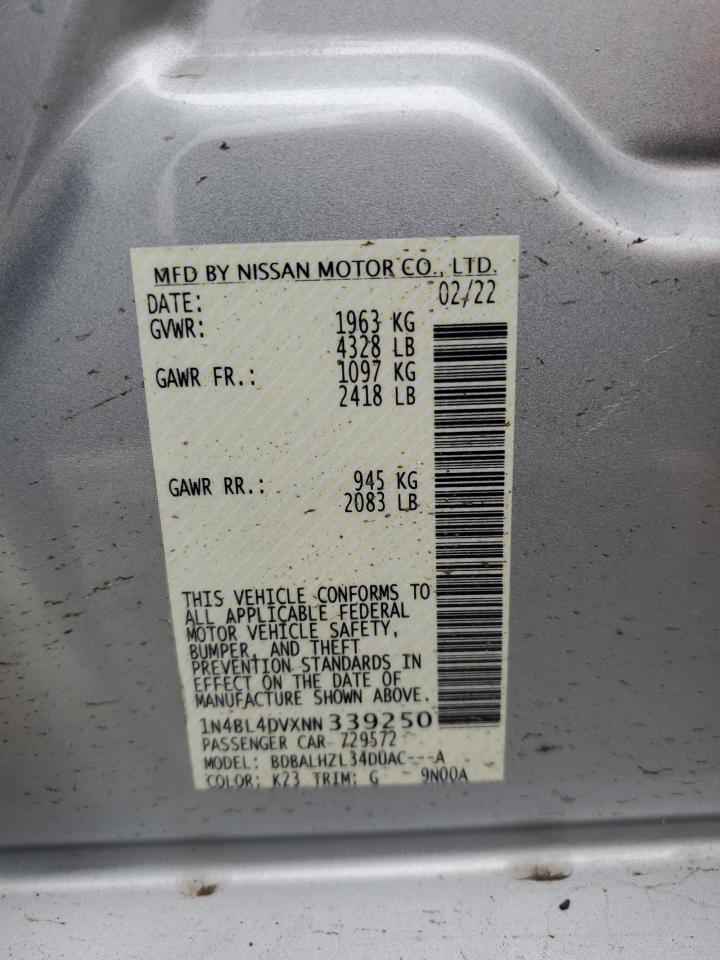 MFD BY NISSAN MOTOR CO., LTD.
DATE: 02/22
GVWR: 1963 KG
4328 LB
GAWR FR.: 1097 KG
2418 LB
GAWR RR.: 945 KG
2083 LB
THIS VEHICLE CONFORMS TO
ALL APPLICABLE FEDERAL
MOTOR VEHICLE SAFETY,
BUMPER, AND THEFT
PREVENTION STANDARDS IN
EFFECT ON THE DATE OF
MANUFACTURE SHOWN ABOVE.
1N4BL4DVXNN 339250
PASSENGER CAR 729572
MODEL: BDBALHZL34DUAC---A
COLOR: K23 TRIM: G 9N00A